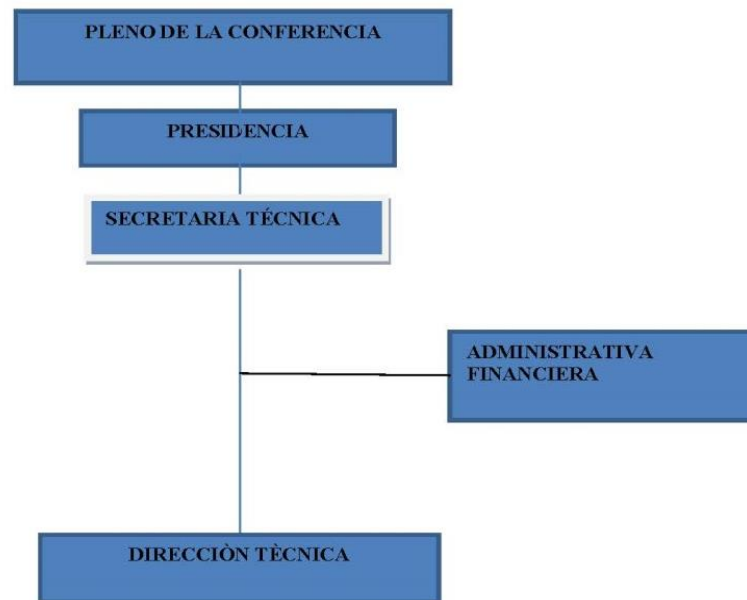 PLENO DE LA CONFERENCIA
PRESIDENCIA
SECRETARIA TÉCNICA
ADMINISTRATIVA
FINANCIERA
DIRECCIÒN TÈCNICA